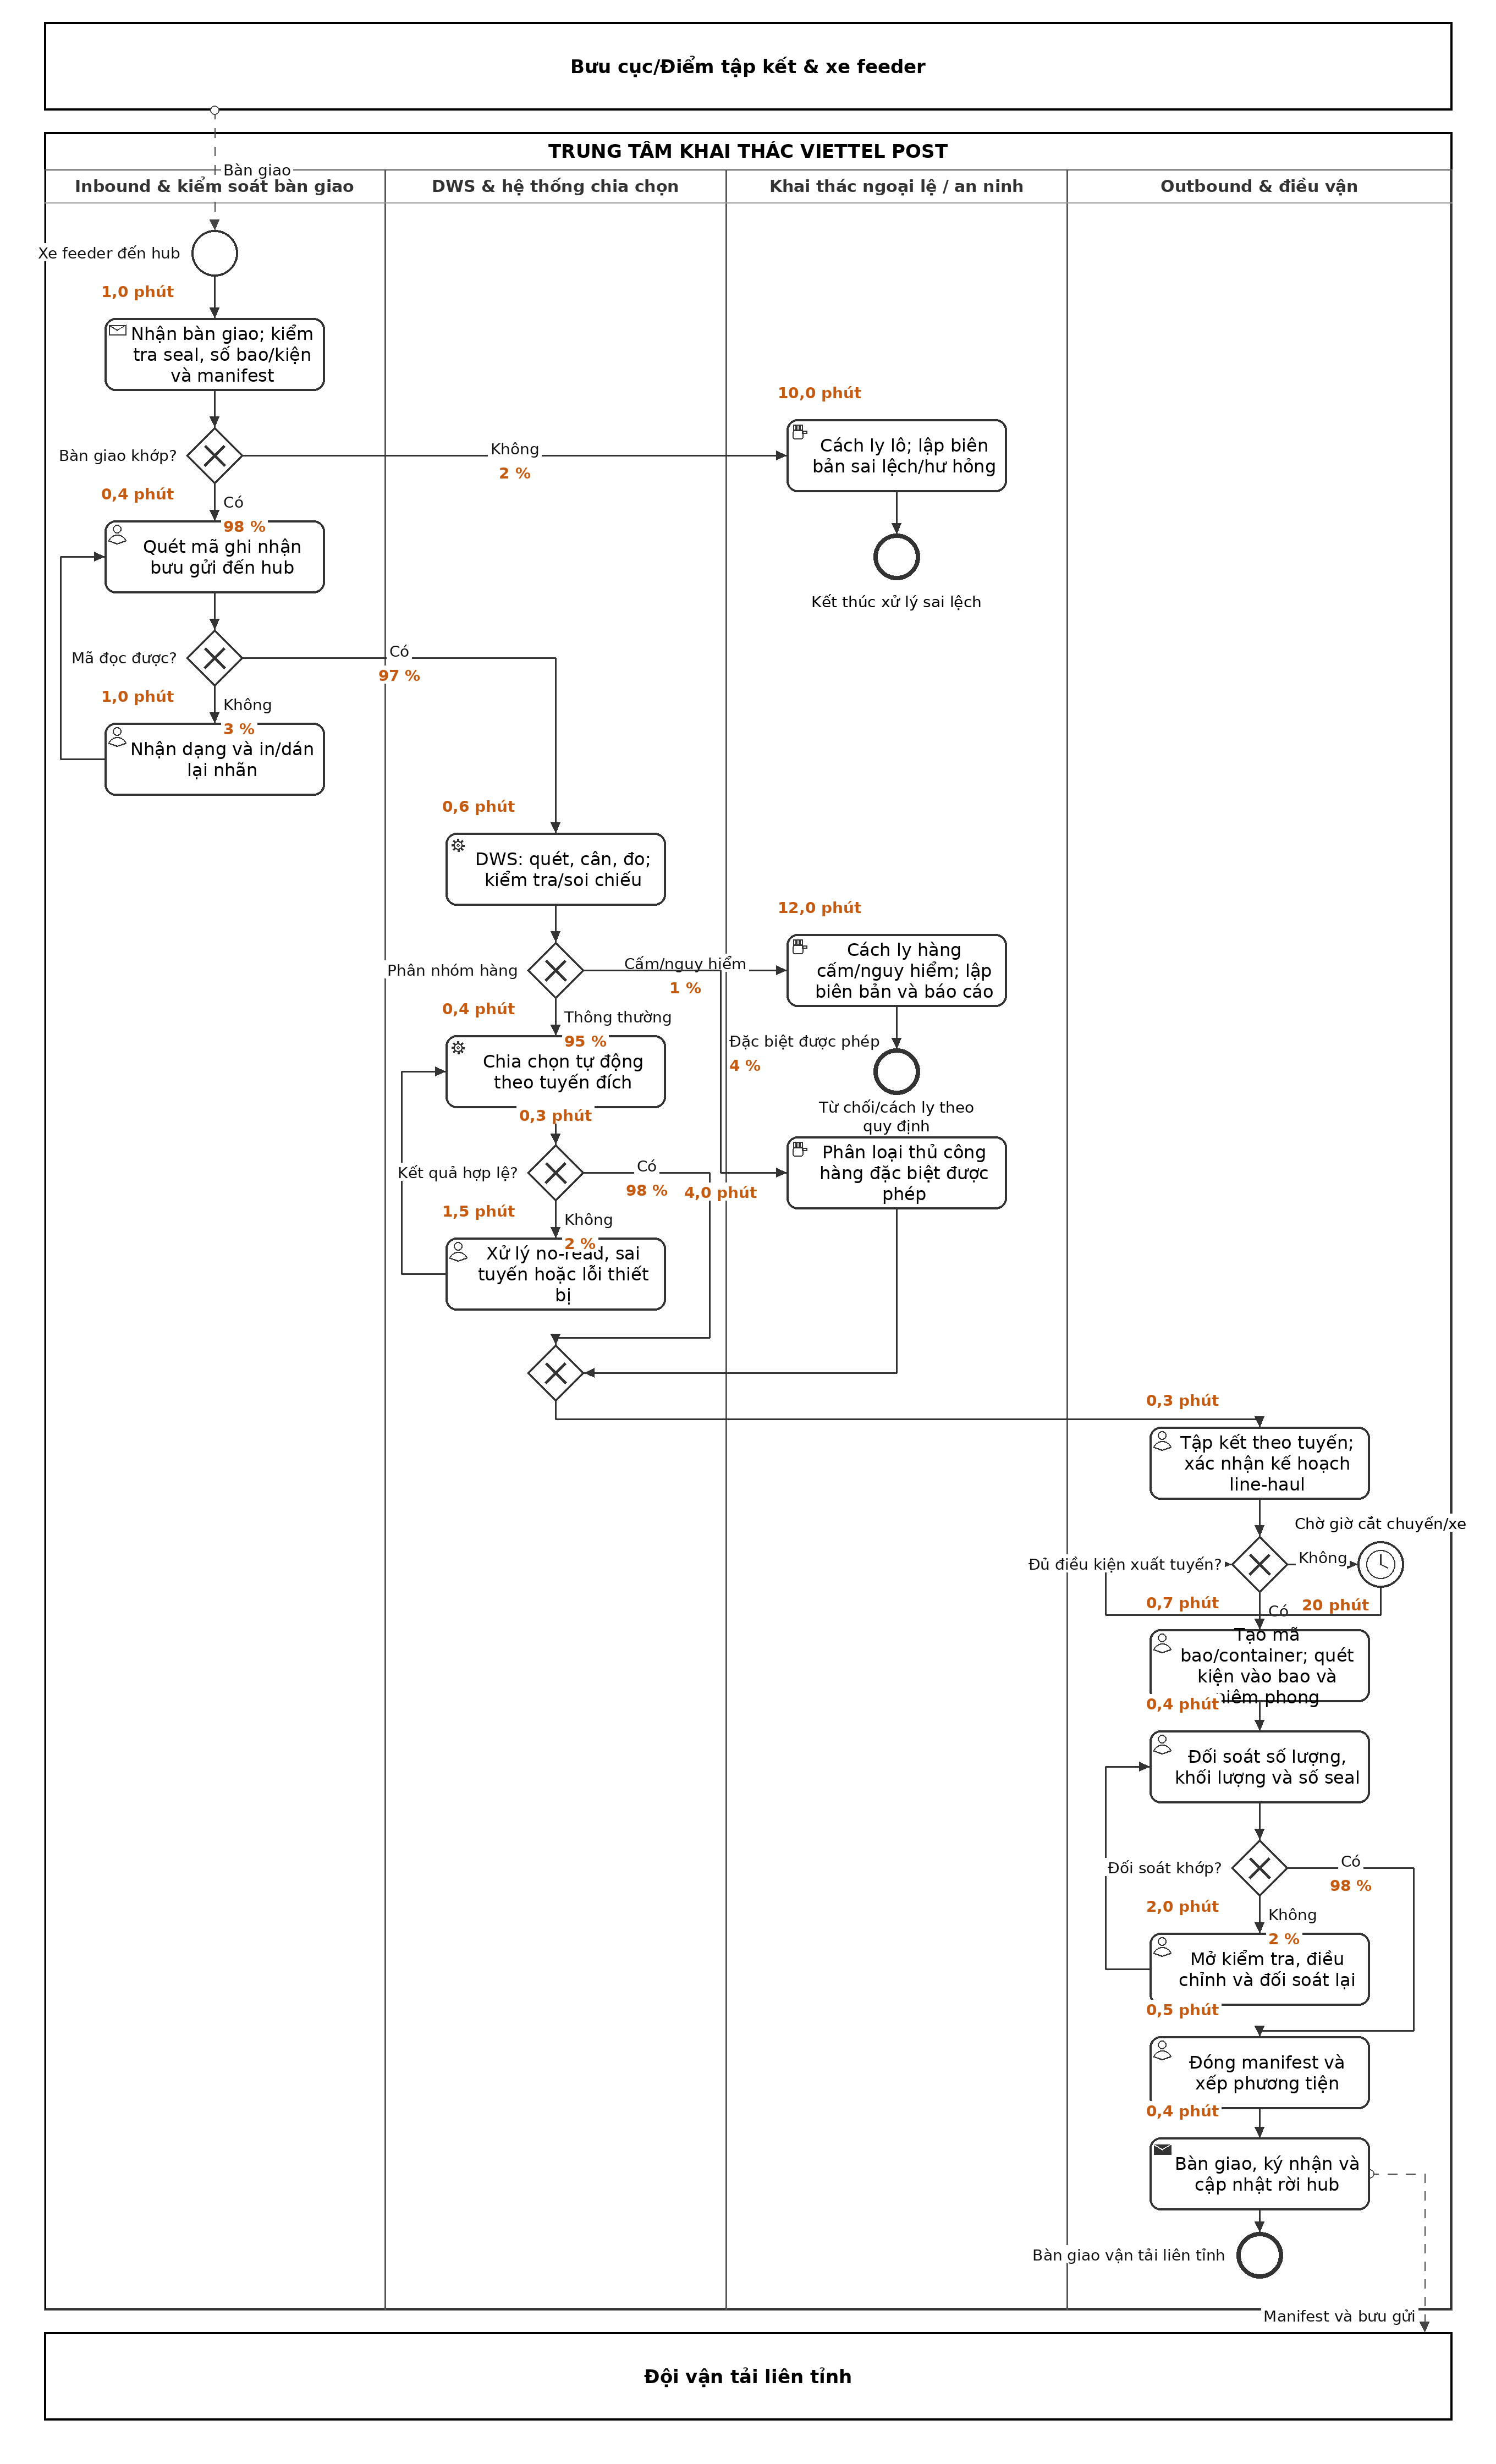 Bưu cục/Điểm tập kết & xe feeder
TRUNG TÂM KHAI THÁC VIETTEL POST
Bàn giao
Inbound & kiểm soát bàn giao
DWS & hệ thống chia chọn
Khai thác ngoại lệ / an ninh
Outbound & điều vận
Xe feeder đến hub
1,0 phút
Nhận bàn giao; kiểm
tra seal, số bao/kiện
và manifest
Bàn giao khớp?
Không
2 %
10,0 phút
Cách ly lô; lập biên
bản sai lệch/hư hỏng
Kết thúc xử lý sai lệch
0,4 phút
Có
98 %
Quét mã ghi nhận
bưu gửi đến hub
Mã đọc được?
Có
97 %
1,0 phút
Không
3 %
Nhận dạng và in/dán
lại nhãn
0,6 phút
DWS: quét, cân, đo;
kiểm tra/soi chiếu
Phân nhóm hàng
Cấm/nguy hiểm
1 %
12,0 phút
Cách ly hàng
cấm/nguy hiểm; lập
biên bản và báo cáo
0,4 phút
Thông thường
95 %
Đặc biệt được phép
4 %
Chia chọn tự động
theo tuyến đích
Từ chối/cách ly theo
quy định
0,3 phút
Kết quả hợp lệ?
Có
98 %
4,0 phút
Phân loại thủ công
hàng đặc biệt được
phép
1,5 phút
Không
2 %
Xử lý no-read, sai
tuyến hoặc lỗi thiết
bị
0,3 phút
Tập kết theo tuyến;
xác nhận kế hoạch
line-haul
Chờ giờ cắt chuyến/xe
Đủ điều kiện xuất tuyến?
Không
0,7 phút
Có
20 phút
Tạo mã
bao/container; quét
kiện vào bao và
niêm phong
0,4 phút
Đối soát số lượng,
khối lượng và số seal
Đối soát khớp?
Có
98 %
2,0 phút
Không
2 %
Mở kiểm tra, điều
chỉnh và đối soát lại
0,5 phút
Đóng manifest và
xếp phương tiện
0,4 phút
Bàn giao, ký nhận và
cập nhật rời hub
Bàn giao vận tải liên tỉnh
Manifest và bưu gửi
Đội vận tải liên tỉnh